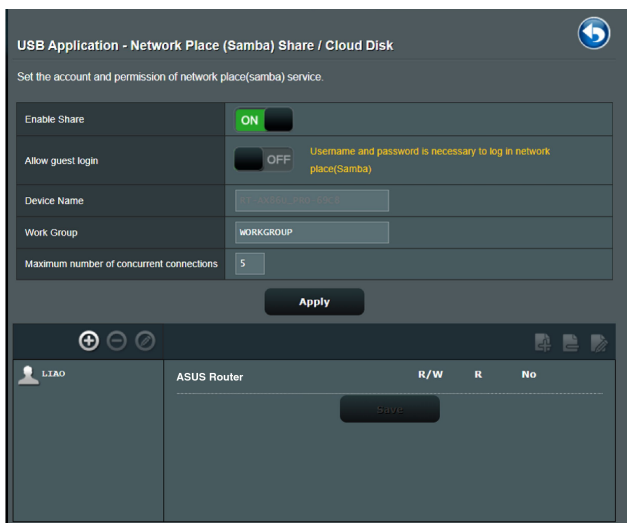 USB Application - Network Place (Samba) Share / Cloud Disk
Set the account and permission of network place(samba) service.
Enable Share ON
Allow guest login OFF Username and password is necessary to log in network
place(Samba)
Device Name
Work Group WORKGROUP
Maximum number of concurrent connections 5
Apply
LIAO
ASUS Router R/W R No
Save